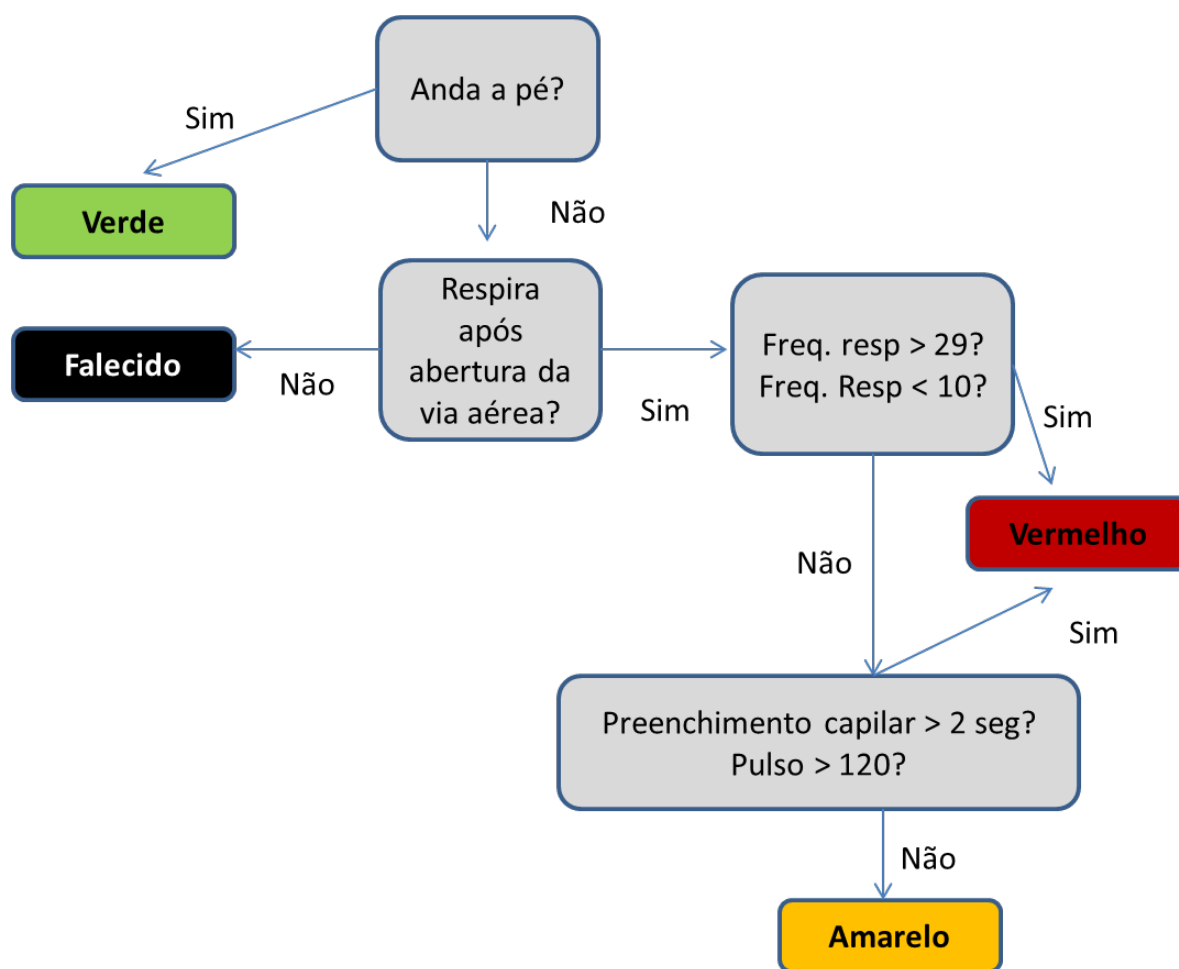 Anda a pé?
Sim
Verde
Não
Respira
após
abertura da
via aérea?
Não
Falecido
Sim
Freq. resp > 29?
Freq. Resp < 10?
Sim
Vermelho
Não
Sim
Preenchimento capilar > 2 seg?
Pulso > 120?
Não
Amarelo